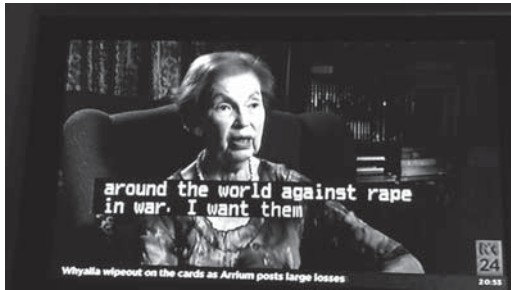 around the world against rape
in war. I want them
Whyalla wipeout on the cards as Arrium posts large losses
24
20:55